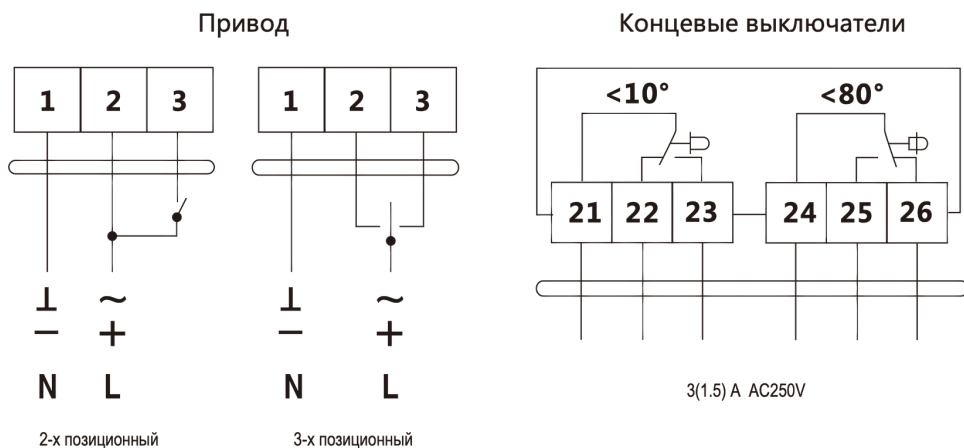 Привод
Концевые выключатели
1 2 3
1 2 3
<10°
<80°
21 22 23
24 25 26
⊥ ~
− +
N L
⊥ ~
− +
N L
3(1.5) A AC250V
2-х позиционный
3-х позиционный